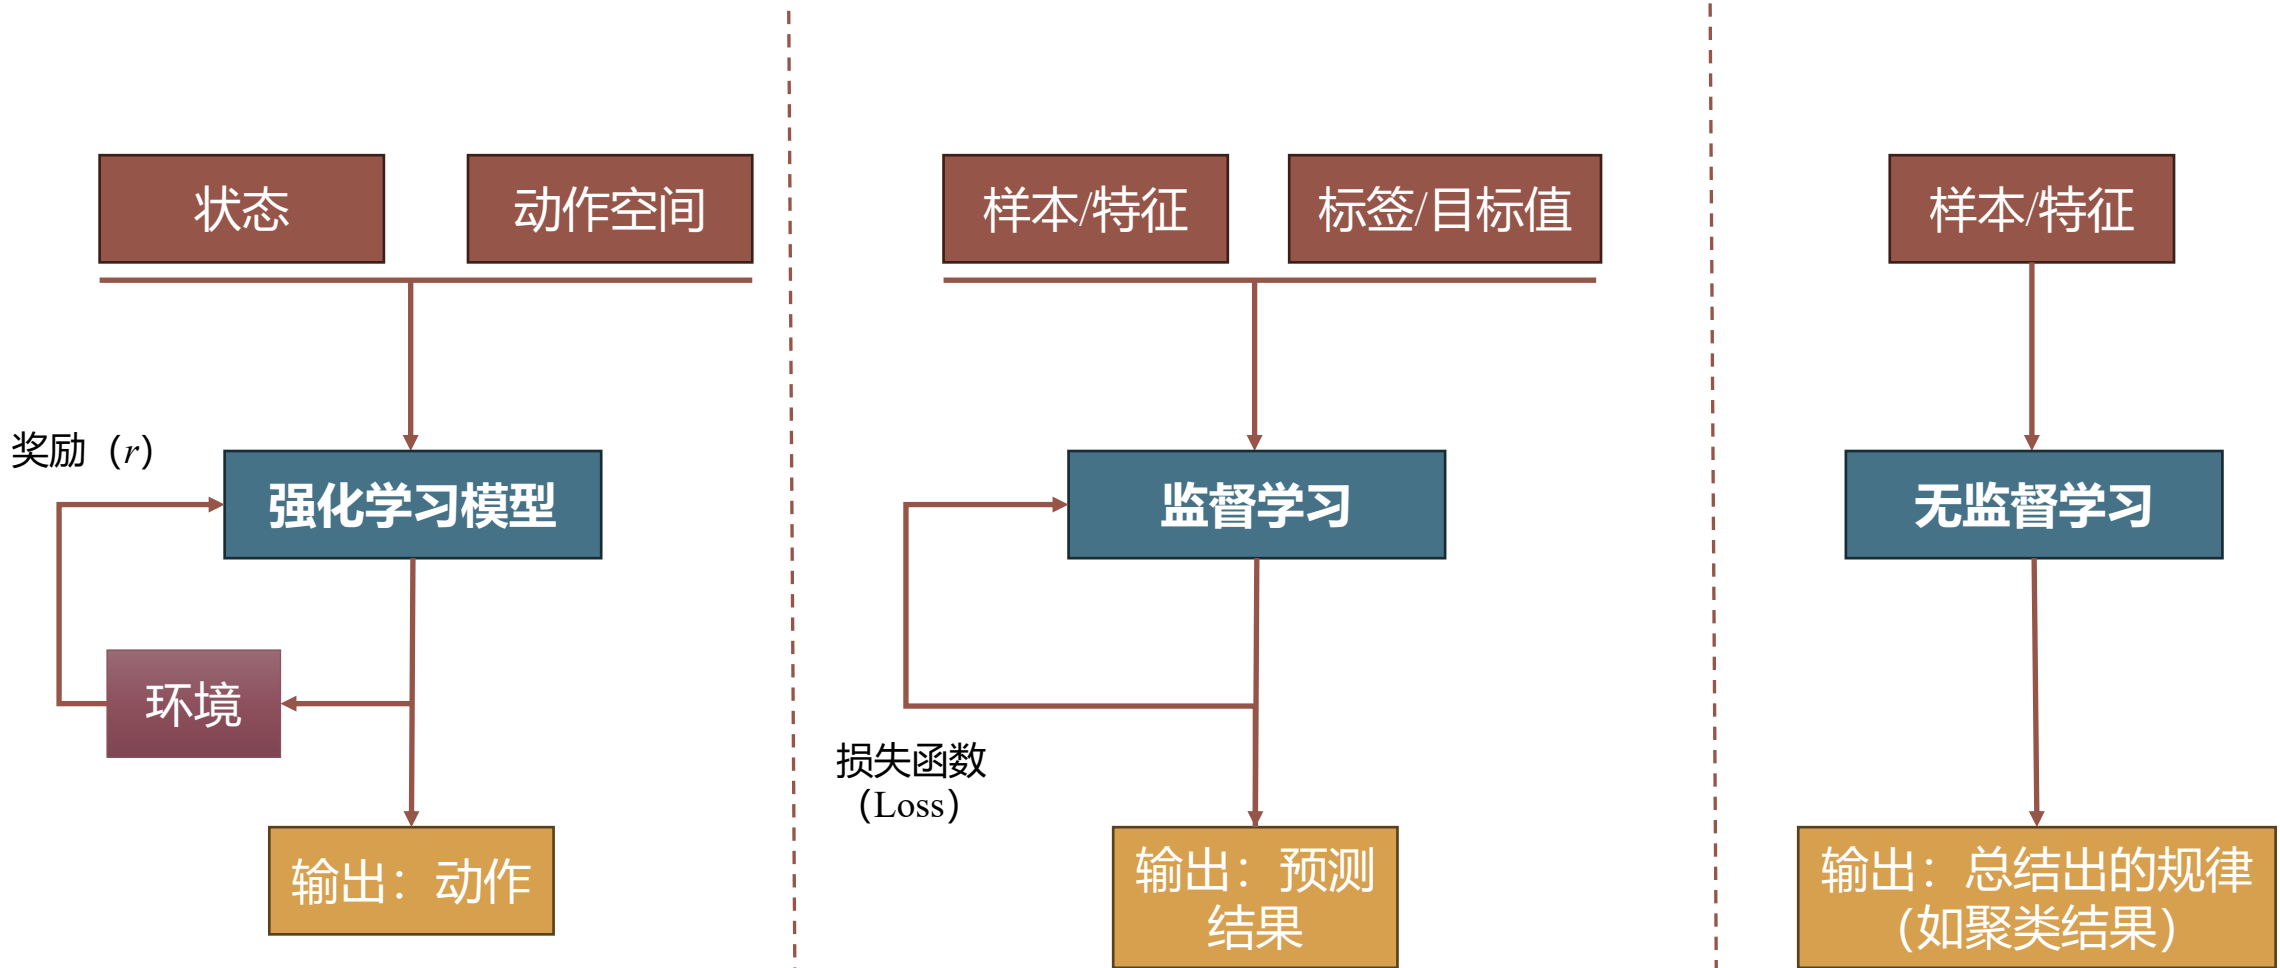 状态
动作空间
奖励（r）
强化学习模型
环境
输出：动作
样本/特征
标签/目标值
监督学习
损失函数
（Loss）
输出：预测
结果
样本/特征
无监督学习
输出：总结出的规律
（如聚类结果）